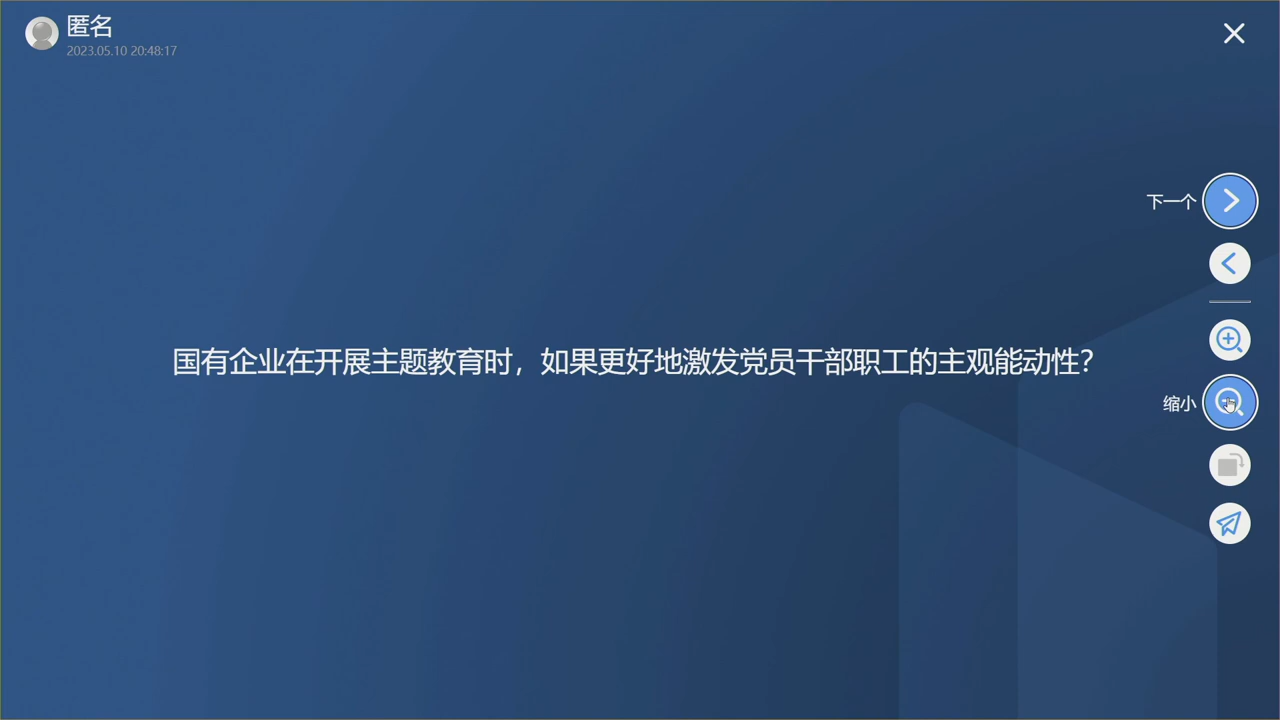 匿名
2023.05.10 20:48:17
下一个
国有企业在开展主题教育时，如果更好地激发党员干部职工的主观能动性？
缩小